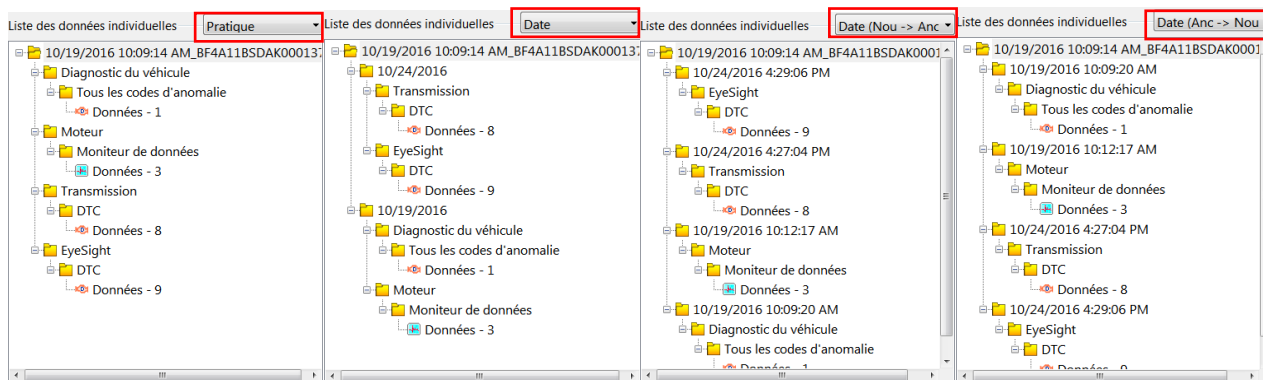 Liste des données individuelles
Pratique
10/19/2016 10:09:14 AM_BF4A11BSDAK000137
Diagnostic du véhicule
Tous les codes d'anomalie
Données - 1
Moteur
Moniteur de données
Données - 3
Transmission
DTC
Données - 8
EyeSight
DTC
Données - 9
Liste des données individuelles
Date
10/19/2016 10:09:14 AM_BF4A11BSDAK000137
10/24/2016
Transmission
DTC
Données - 8
EyeSight
DTC
Données - 9
10/19/2016
Diagnostic du véhicule
Tous les codes d'anomalie
Données - 1
Moteur
Moniteur de données
Données - 3
Liste des données individuelles
Date (Nou -> Anc
10/19/2016 10:09:14 AM_BF4A11BSDAK0001
10/24/2016 4:29:06 PM
EyeSight
DTC
Données - 9
10/24/2016 4:27:04 PM
Transmission
DTC
Données - 8
10/19/2016 10:12:17 AM
Moteur
Moniteur de données
Données - 3
10/19/2016 10:09:20 AM
Diagnostic du véhicule
Tous les codes d'anomalie
Données - 1
Liste des données individuelles
Date (Anc -> Nou
10/19/2016 10:09:14 AM_BF4A11BSDAK0001
10/19/2016 10:09:20 AM
Diagnostic du véhicule
Tous les codes d'anomalie
Données - 1
10/19/2016 10:12:17 AM
Moteur
Moniteur de données
Données - 3
10/24/2016 4:27:04 PM
Transmission
DTC
Données - 8
10/24/2016 4:29:06 PM
EyeSight
DTC
Données - 9